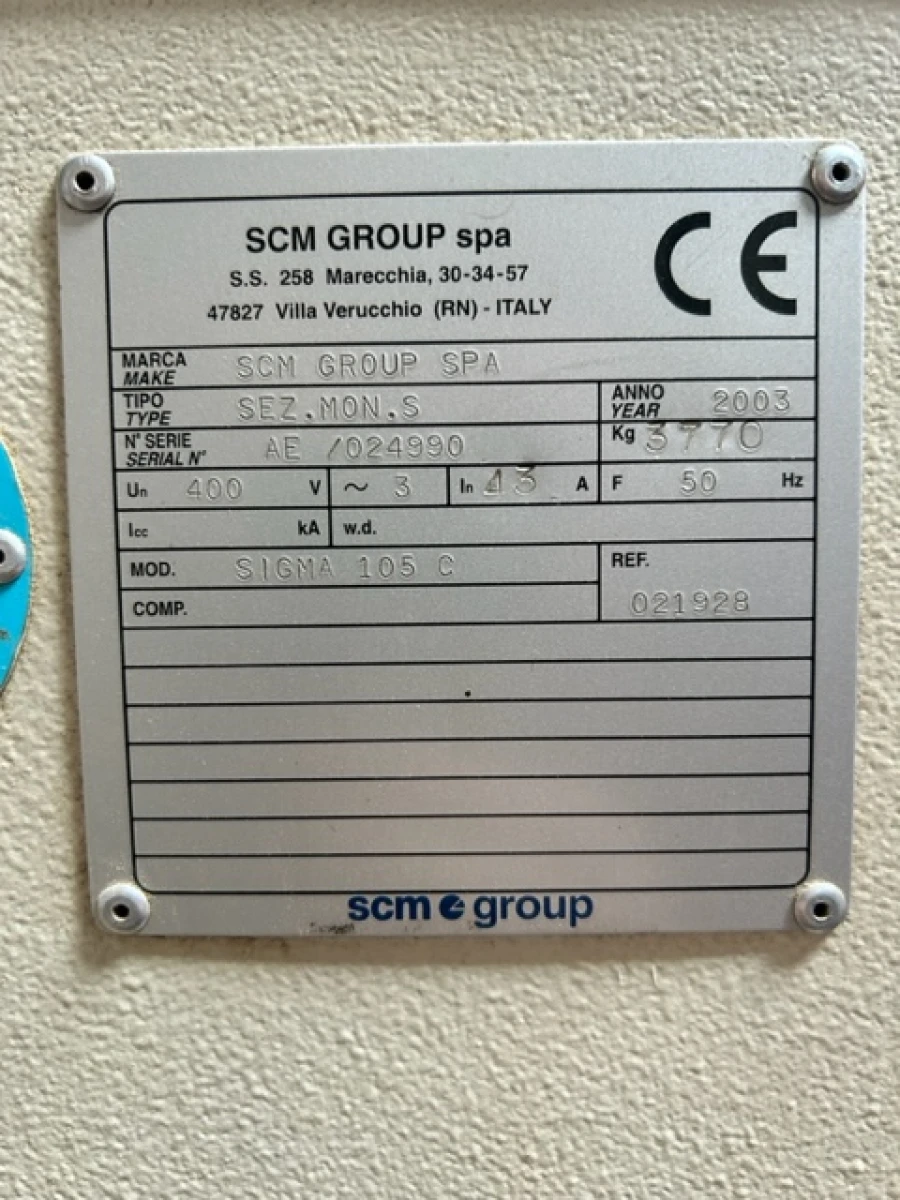 SCM GROUP spa
CE
S.S. 258 Marecchia, 30-34-57
47827 Villa Verucchio (RN) - ITALY
MARCA MAKE SCM GROUP SPA
TIPO TYPE SEZ.MON.S ANNO YEAR 2003
N° SERIE SERIAL N° AE /024990 Kg 3770
Un 400 V ~ 3 In 43 A F 50 Hz
Icc kA w.d.
MOD. SIGMA 105 C REF.
COMP. 021928
scm group